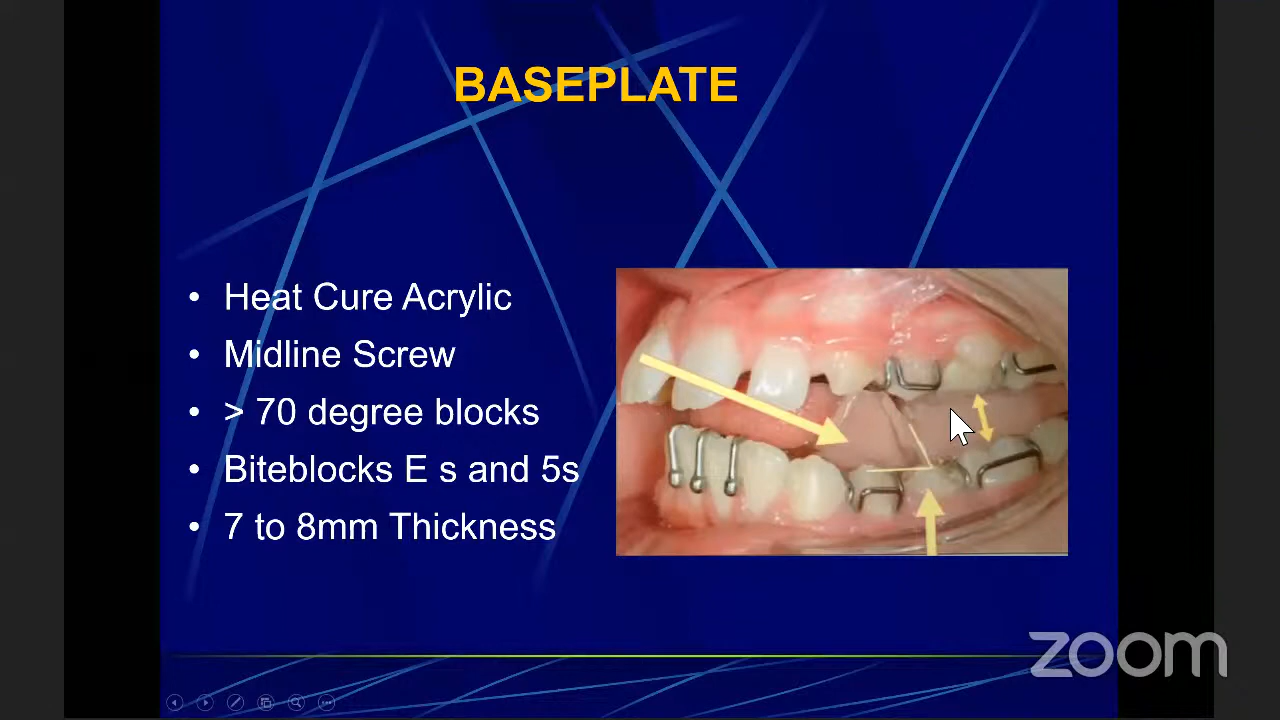 BASEPLATE
• Heat Cure Acrylic
• Midline Screw
• > 70 degree blocks
• Biteblocks E s and 5s
• 7 to 8mm Thickness
zoom